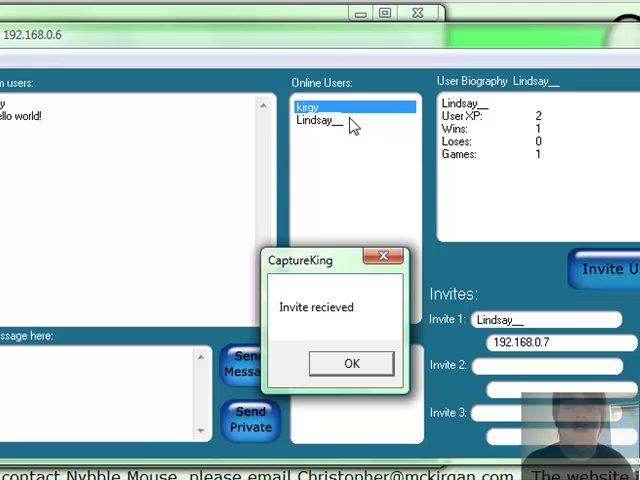 192.168.0.6
m users:
Online Users:
User Biography Lindsay__
y
ello world!
kirgy
Lindsay__
Lindsay__
User XP: 2
Wins: 1
Loses: 0
Games: 1
CaptureKing
Invite recieved
OK
Invite U
Invites:
Invite 1: Lindsay__
192.168.0.7
Invite 2:
Invite 3:
essage here:
Send
Messa
Send
Private
contact Nybble Mouse, please email Christopher@mckirgan.com. The website